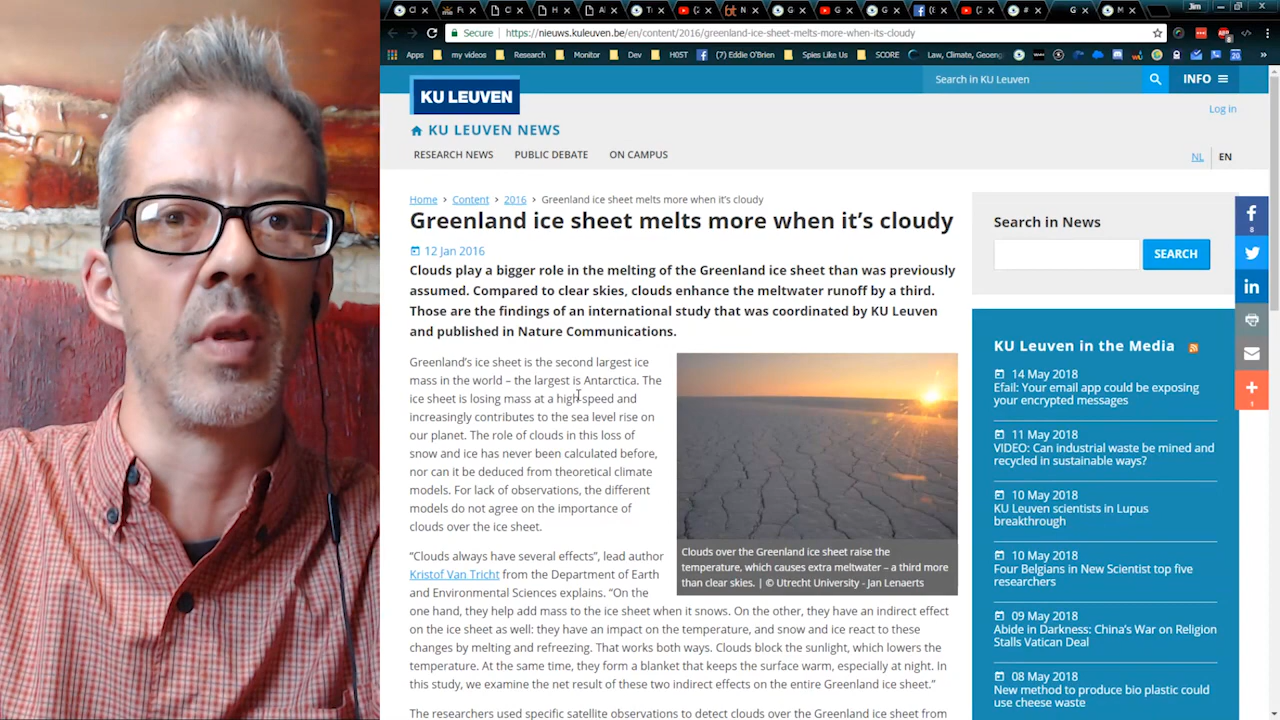 Jim
Secure
https://nieuws.kuleuven.be/en/content/2016/greenland-ice-sheet-melts-more-when-its-cloudy
Apps my videos Research Monitor Dev H0ST (7) Eddie O'Brien Spies Like Us SCORE Law, Climate, Geoeng
KU LEUVEN
Search in KU Leuven
INFO
Log in
KU LEUVEN NEWS
RESEARCH NEWS PUBLIC DEBATE ON CAMPUS
NL EN
Home > Content > 2016 > Greenland ice sheet melts more when it's cloudy
Greenland ice sheet melts more when it's cloudy
12 Jan 2016
Clouds play a bigger role in the melting of the Greenland ice sheet than was previously
assumed. Compared to clear skies, clouds enhance the meltwater runoff by a third.
Those are the findings of an international study that was coordinated by KU Leuven
and published in Nature Communications.
Greenland's ice sheet is the second largest ice
mass in the world – the largest is Antarctica. The
ice sheet is losing mass at a high speed and
increasingly contributes to the sea level rise on
our planet. The role of clouds in this loss of
snow and ice has never been calculated before,
nor can it be deduced from theoretical climate
models. For lack of observations, the different
models do not agree on the importance of
clouds over the ice sheet.
Clouds over the Greenland ice sheet raise the
temperature, which causes extra meltwater – a third more
than clear skies. | © Utrecht University - Jan Lenaerts
“Clouds always have several effects”, lead author
Kristof Van Tricht from the Department of Earth
and Environmental Sciences explains. “On the
one hand, they help add mass to the ice sheet when it snows. On the other, they have an indirect effect
on the ice sheet as well: they have an impact on the temperature, and snow and ice react to these
changes by melting and refreezing. That works both ways. Clouds block the sunlight, which lowers the
temperature. At the same time, they form a blanket that keeps the surface warm, especially at night. In
this study, we examine the net result of these two indirect effects on the entire Greenland ice sheet.”
The researchers used specific satellite observations to detect clouds over the Greenland ice sheet from
Search in News
SEARCH
KU Leuven in the Media
14 May 2018
Efail: Your email app could be exposing
your encrypted messages
11 May 2018
VIDEO: Can industrial waste be mined and
recycled in sustainable ways?
10 May 2018
KU Leuven scientists in Lupus
breakthrough
10 May 2018
Four Belgians in New Scientist top five
researchers
09 May 2018
Abide in Darkness: China's War on Religion
Stalls Vatican Deal
08 May 2018
New method to produce bio plastic could
use cheese waste
8
1